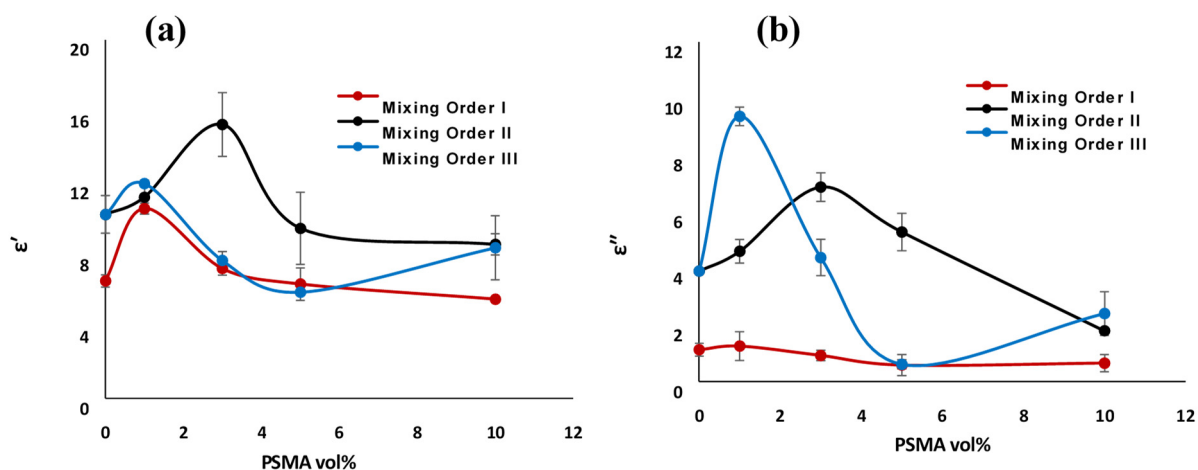 (a)
20
16
12
8
4
0
ε′
0 2 4 6 8 10 12
PSMA vol%
Mixing Order I
Mixing Order II
Mixing Order III
(b)
12
10
8
6
4
2
0
ε″
0 2 4 6 8 10 12
PSMA vol%
Mixing Order I
Mixing Order II
Mixing Order III